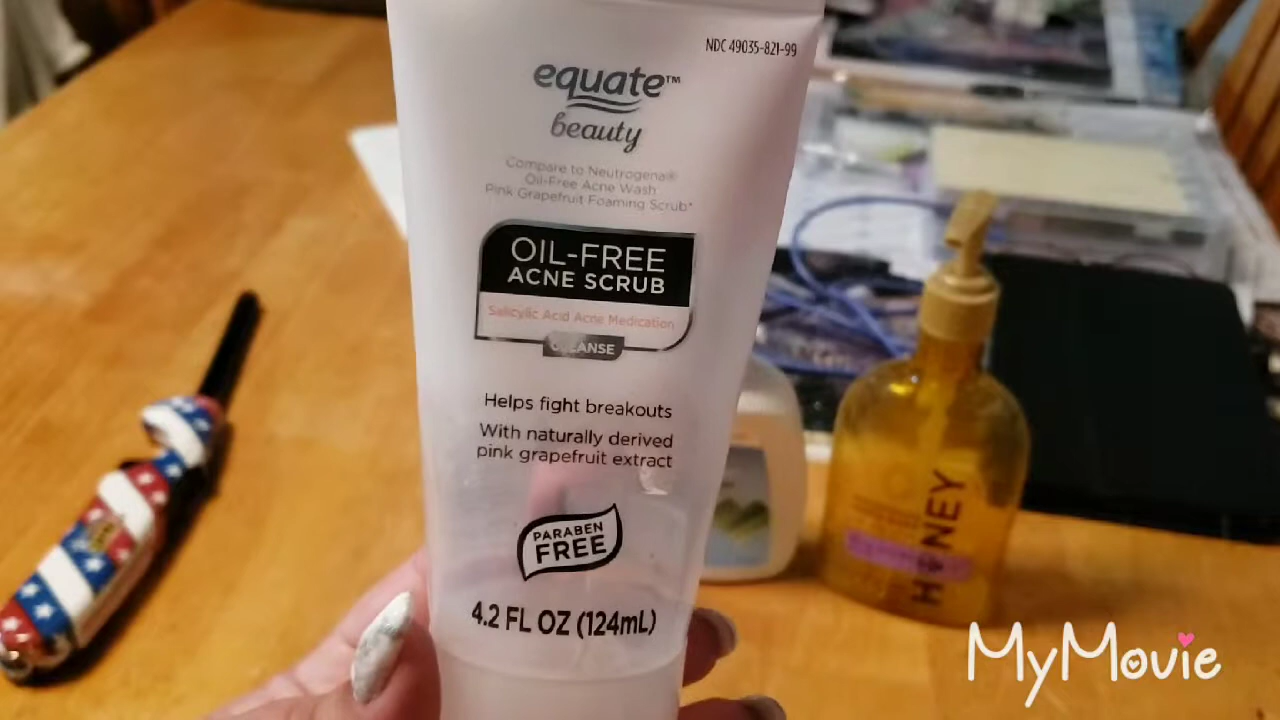 NDC 49035-821-99
equate™
beauty
Compare to Neutrogena®
Oil-Free Acne Wash
Pink Grapefruit Foaming Scrub*
OIL-FREE
ACNE SCRUB
Salicylic Acid Acne Medication
CLEANSE
Helps fight breakouts
With naturally derived
pink grapefruit extract
PARABEN
FREE
4.2 FL OZ (124mL)
HONEY
MyMovie